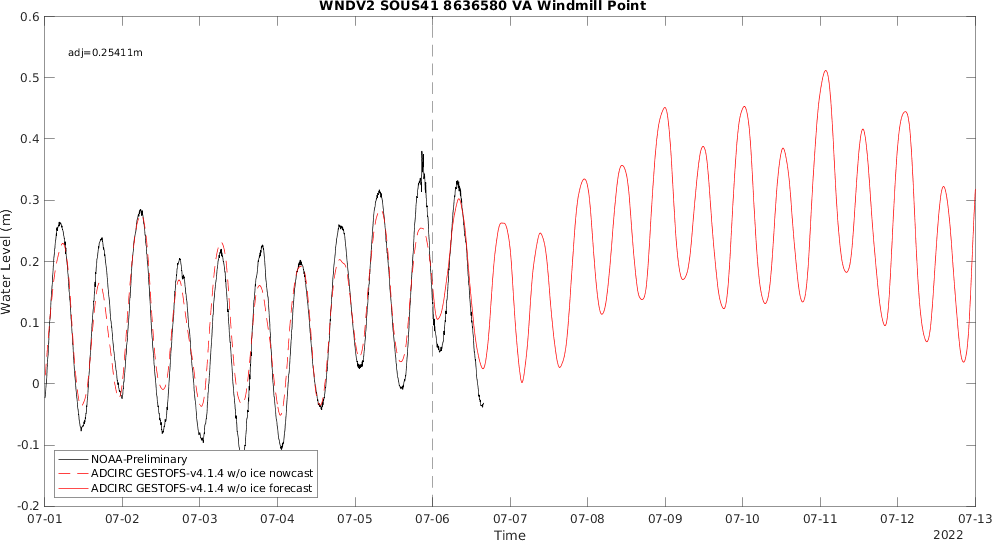 WNDV2 SOUS41 8636580 VA Windmill Point
adj=0.25411m
Water Level (m)
0.6
0.5
0.4
0.3
0.2
0.1
0
-0.1
-0.2
NOAA-Preliminary
ADCIRC GESTOFS-v4.1.4 w/o ice nowcast
ADCIRC GESTOFS-v4.1.4 w/o ice forecast
07-01 07-02 07-03 07-04 07-05 07-06 07-07 07-08 07-09 07-10 07-11 07-12 07-13
Time
2022